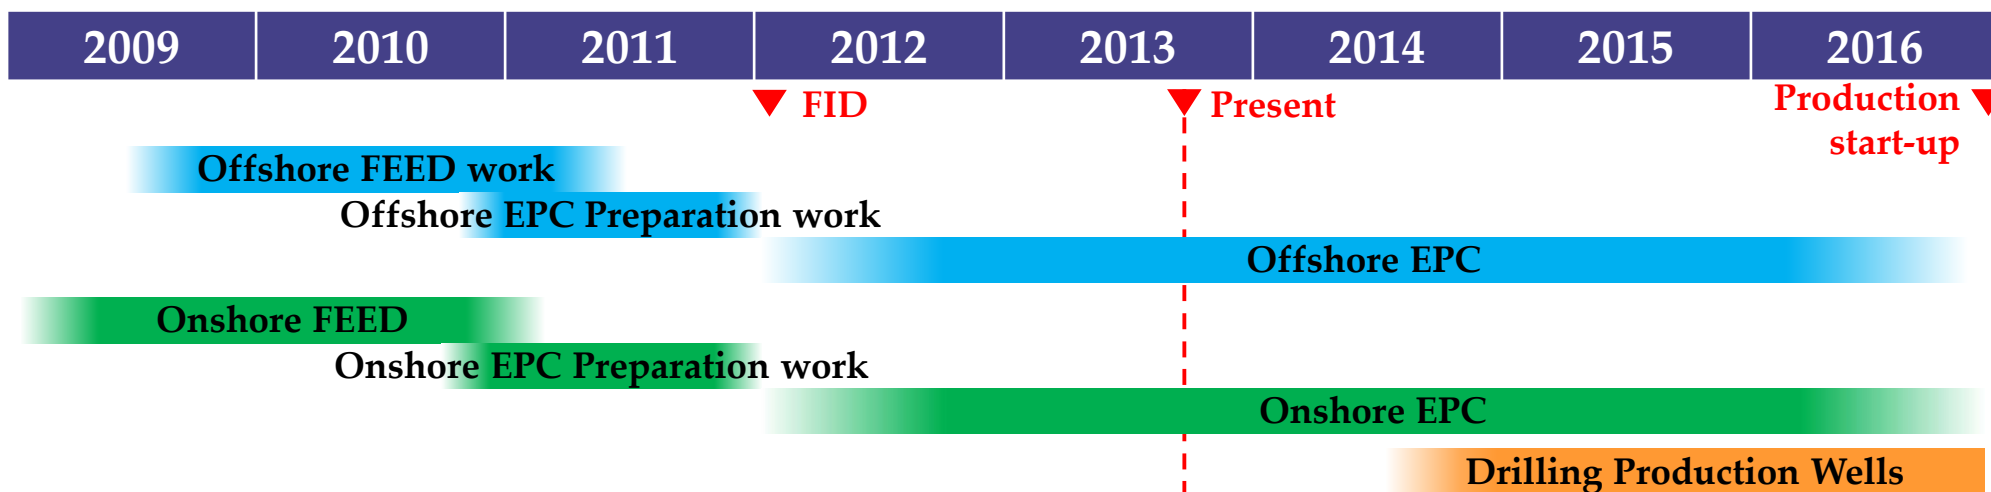 2009 2010 2011 2012 2013 2014 2015 2016
FID
Present
Production
start-up
Offshore FEED work
Offshore EPC Preparation work
Offshore EPC
Onshore FEED
Onshore EPC Preparation work
Onshore EPC
Drilling Production Wells